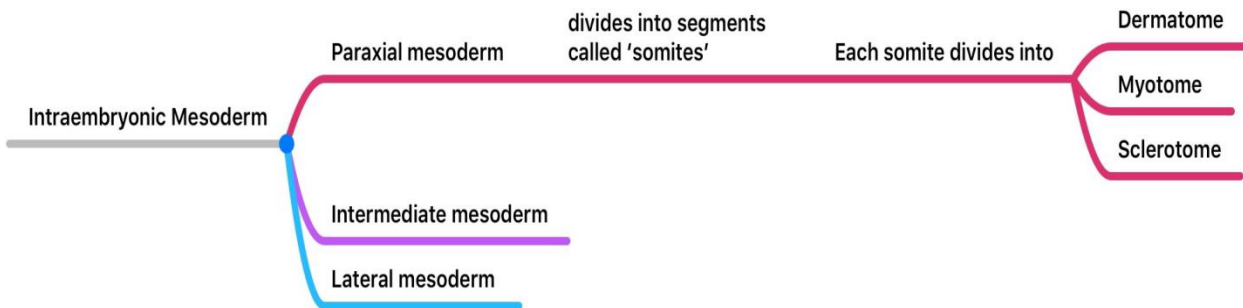 Intraembryonic Mesoderm
Paraxial mesoderm
divides into segments
called ‘somites’
Each somite divides into
Dermatome
Myotome
Sclerotome
Intermediate mesoderm
Lateral mesoderm